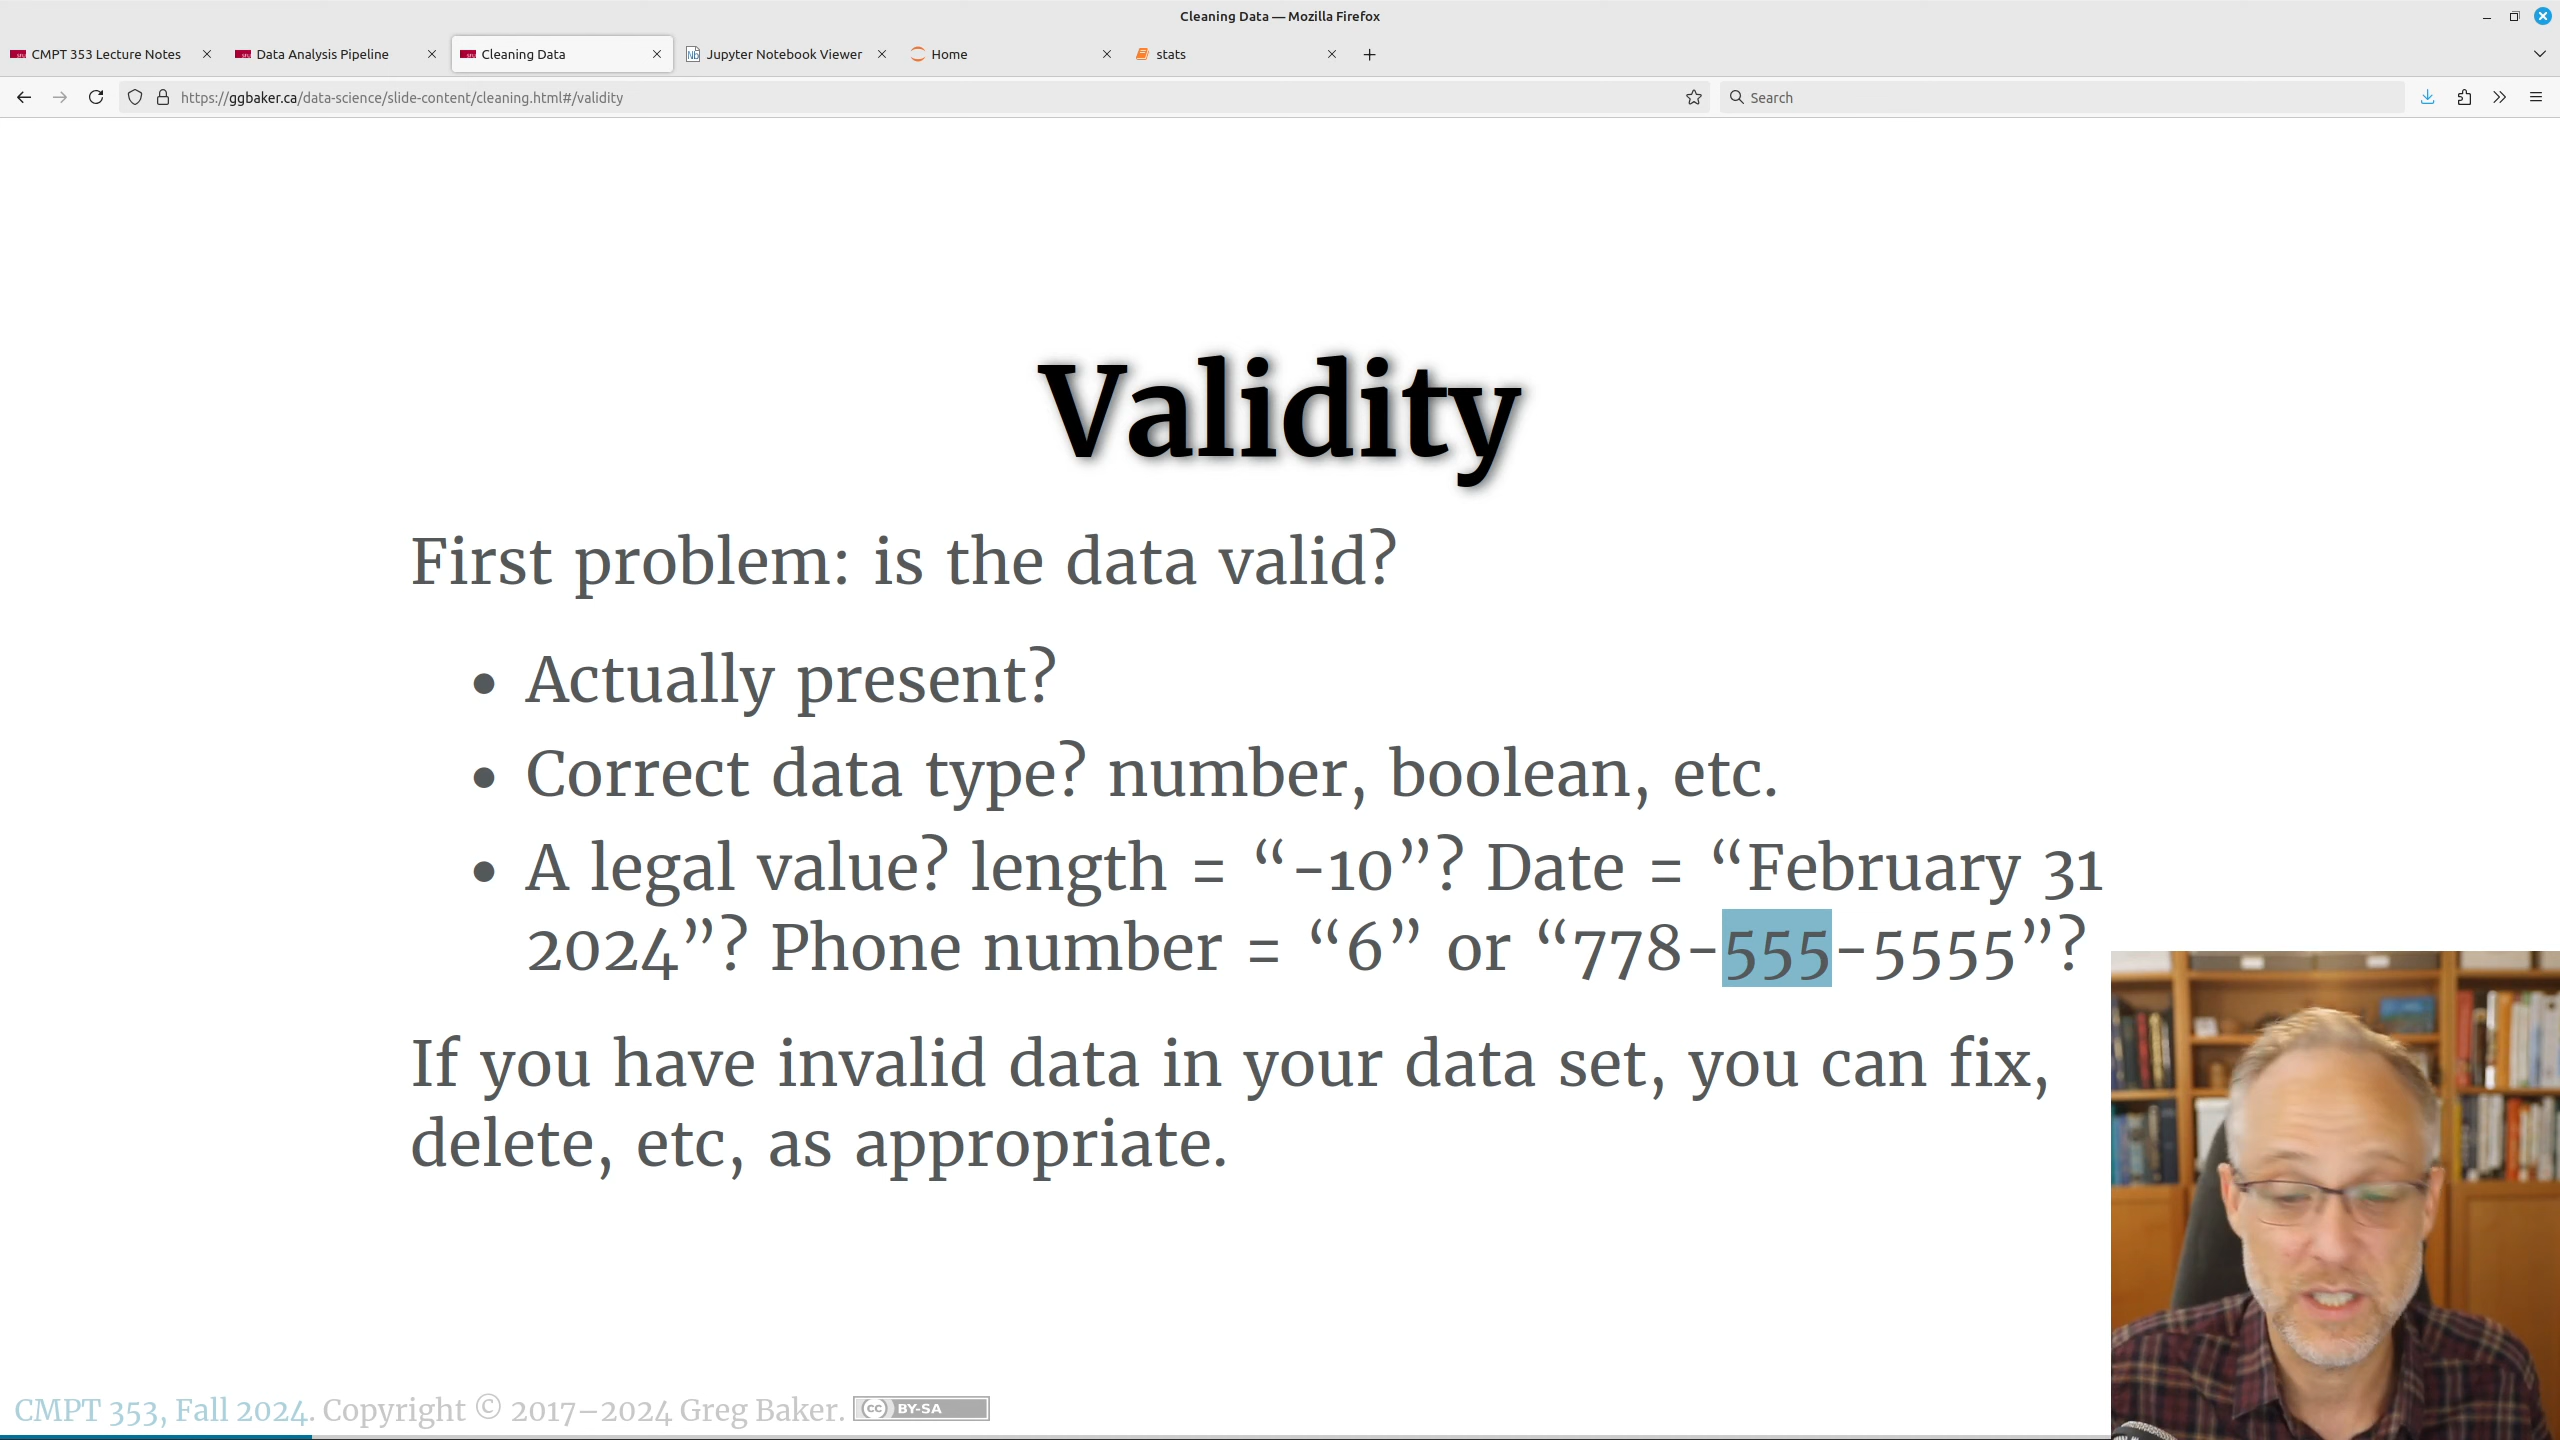 Cleaning Data — Mozilla Firefox
CMPT 353 Lecture Notes
Data Analysis Pipeline
Cleaning Data
Jupyter Notebook Viewer
Home
stats
https://ggbaker.ca/data-science/slide-content/cleaning.html#/validity
Search
Validity
First problem: is the data valid?
• Actually present?
• Correct data type? number, boolean, etc.
• A legal value? length = “-10”? Date = “February 31
2024”? Phone number = “6” or “778-555-5555”?
If you have invalid data in your data set, you can fix,
delete, etc, as appropriate.
CMPT 353, Fall 2024. Copyright © 2017–2024 Greg Baker. cc BY-SA